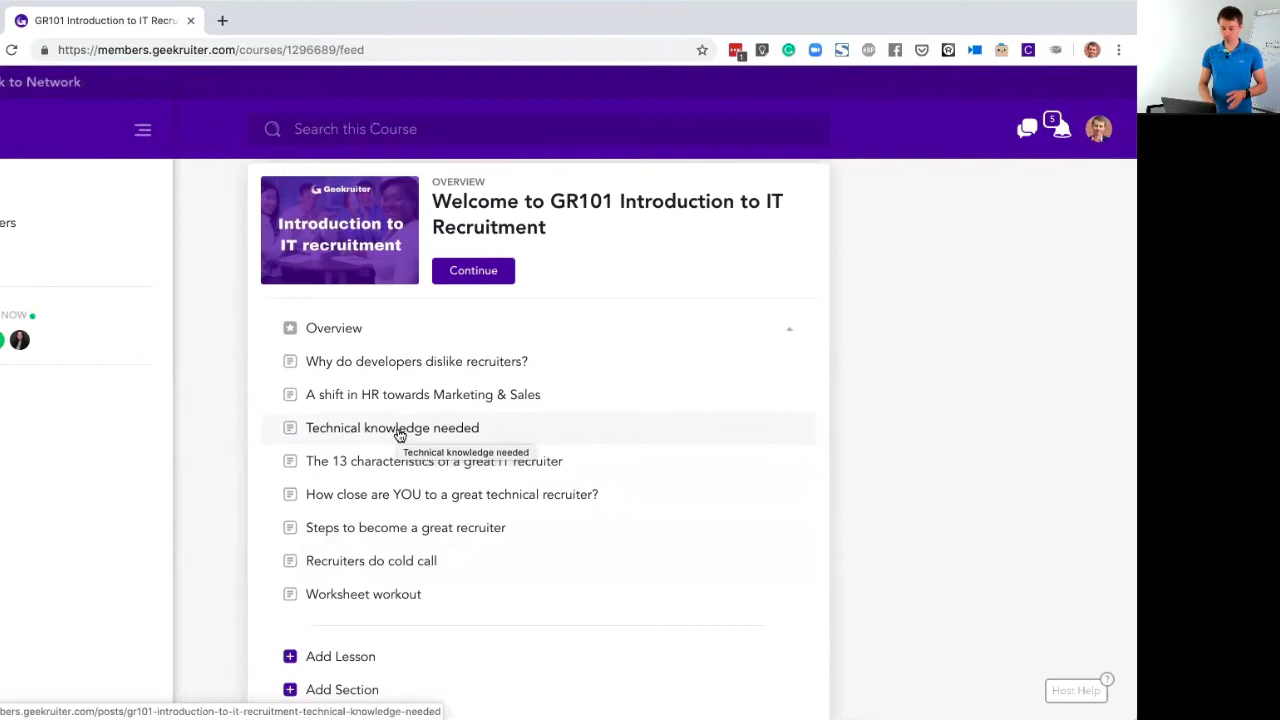 GR101 Introduction to IT Recru
https://members.geekruiter.com/courses/1296689/feed
1
k to Network
Search this Course
5
Geekruiter
Introduction to
IT recruitment
OVERVIEW
Welcome to GR101 Introduction to IT
Recruitment
Continue
ers
NOW
Overview
Why do developers dislike recruiters?
A shift in HR towards Marketing & Sales
Technical knowledge needed
Technical knowledge needed
The 13 characteristics of a great IT recruiter
How close are YOU to a great technical recruiter?
Steps to become a great recruiter
Recruiters do cold call
Worksheet workout
Add Lesson
Add Section
Host Help
?
mbers.geekruiter.com/posts/gr101-introduction-to-it-recruitment-technical-knowledge-needed